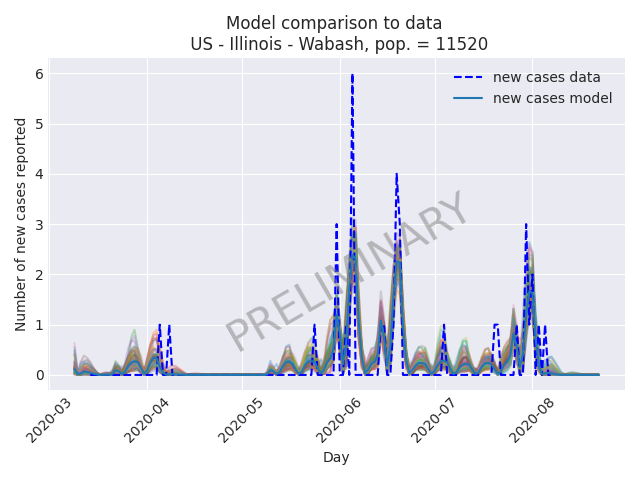 Model comparison to data
US - Illinois - Wabash, pop. = 11520
new cases data
new cases model
PRELIMINARY
Number of new cases reported
6
5
4
3
2
1
0
2020-03
2020-04
2020-05
2020-06
2020-07
2020-08
Day